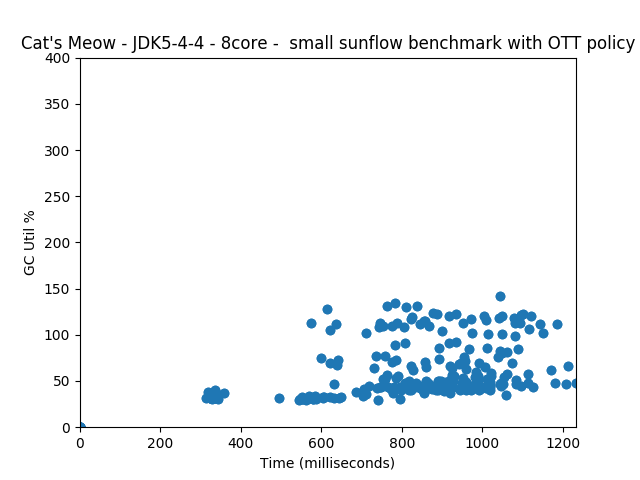 Cat's Meow - JDK5-4-4 - 8core -  small sunflow benchmark with OTT policy
400
350
300
250
200
150
100
50
0
GC Util %
0 200 400 600 800 1000 1200
Time (milliseconds)